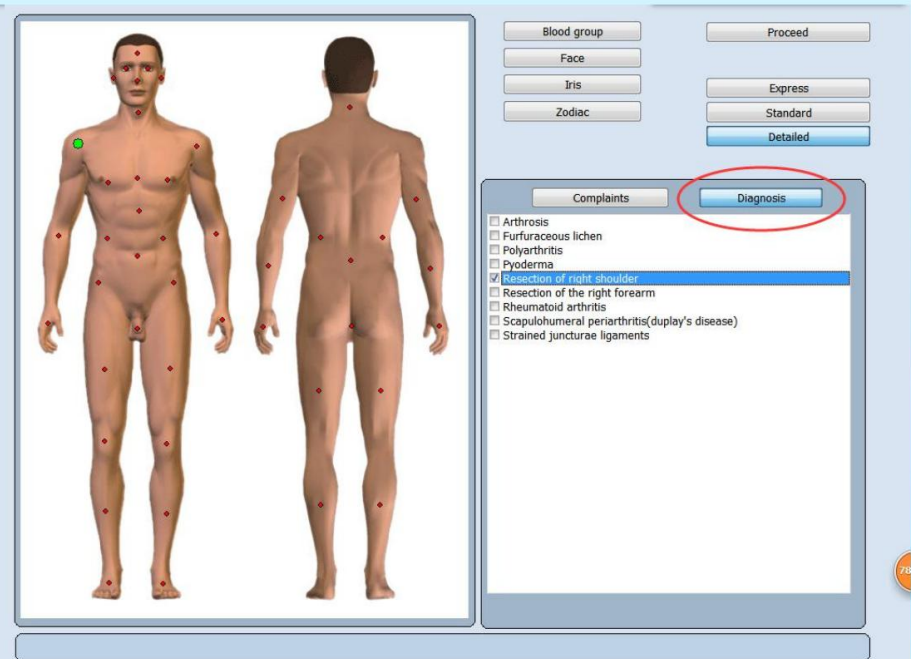 Blood group
Proceed
Face
Iris
Express
Zodiac
Standard
Detailed
Complaints
Diagnosis
Arthrosis
Furfuraceous lichen
Polyarthritis
Pyoderma
Resection of right shoulder
Resection of the right forearm
Rheumatoid arthritis
Scapulohumeral periarthritis(duplay's disease)
Strained juncturae ligaments
78